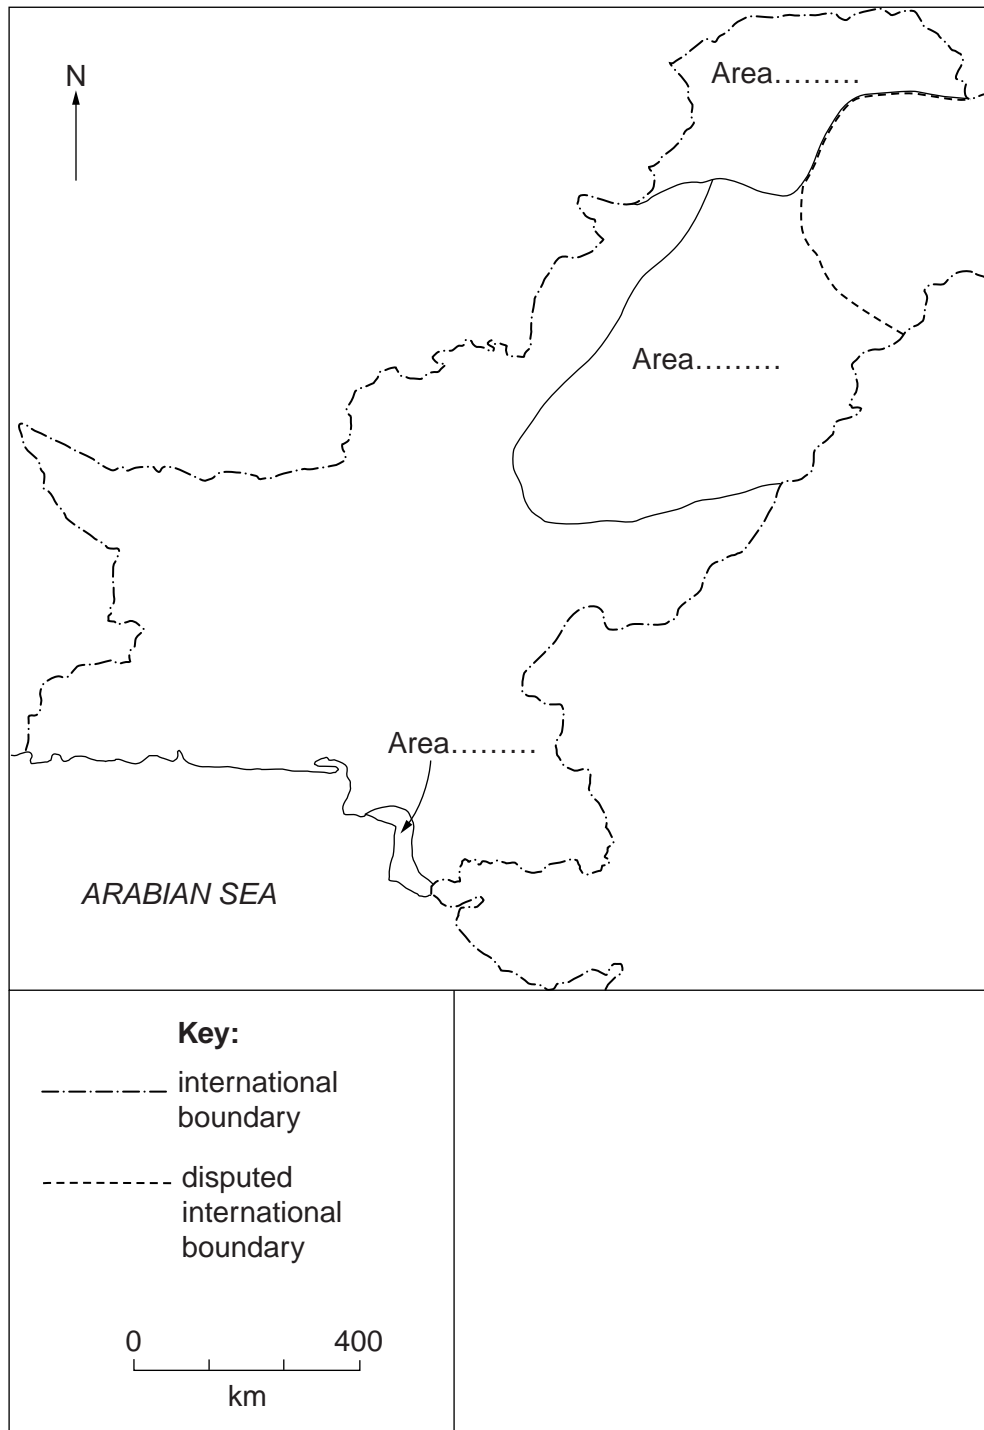 N
Area.........
Area.........
Area.........
ARABIAN SEA
Key:
international
boundary
disputed
international
boundary
0 400
km